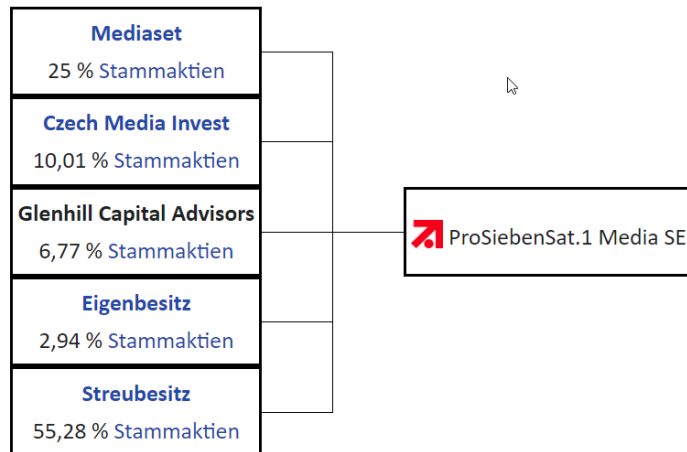 Mediaset
25 % Stammaktien
Czech Media Invest
10,01 % Stammaktien
Glenhill Capital Advisors
6,77 % Stammaktien
Eigenbesitz
2,94 % Stammaktien
Streubesitz
55,28 % Stammaktien
ProSiebenSat.1 Media SE